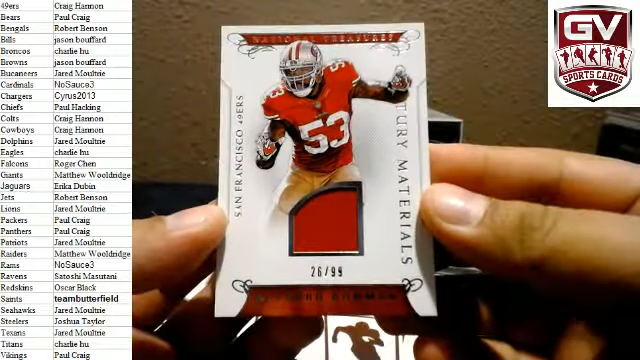 49ers Craig Hannon
Bears Paul Craig
Bengals Robert Benson
Bills jason bouffard
Broncos charlie hu
Browns jason bouffard
Bucaneers Jared Moultrie
Cardinals NoSauce3
Chargers Cyrus2013
Chiefs Paul Hacking
Colts Craig Hannon
Cowboys Craig Hannon
Dolphins Jared Moultrie
Eagles charlie hu
Falcons Roger Chen
Giants Matthew Wooldridge
Jaguars Erika Dubin
Jets Robert Benson
Lions Jared Moultrie
Packers Paul Craig
Panthers Paul Craig
Patriots Jared Moultrie
Raiders Matthew Wooldridge
Rams NoSauce3
Ravens Satoshi Masutani
Redskins Oscar Black
Saints teambutterfield
Seahawks Jared Moultrie
Steelers Joshua Taylor
Texans Jared Moultrie
Titans charlie hu
Vikings Paul Craig
NATIONAL TREASURES
SAN FRANCISCO 49ERS
53
53
53
TURY MATERIALS
26/99
BOWMAN
GV
SPORTS CARDS